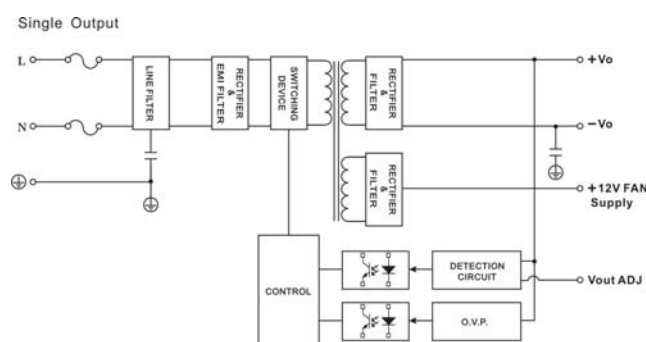 Single Output
L
N
LINE FILTER
RECTIFIER
&
EMI FILTER
SWITCHING
DEVICE
RECTIFIER
&
FILTER
+Vo
−Vo
RECTIFIER
&
FILTER
+12V FAN
Supply
CONTROL
DETECTION
CIRCUIT
Vout ADJ
O.V.P.